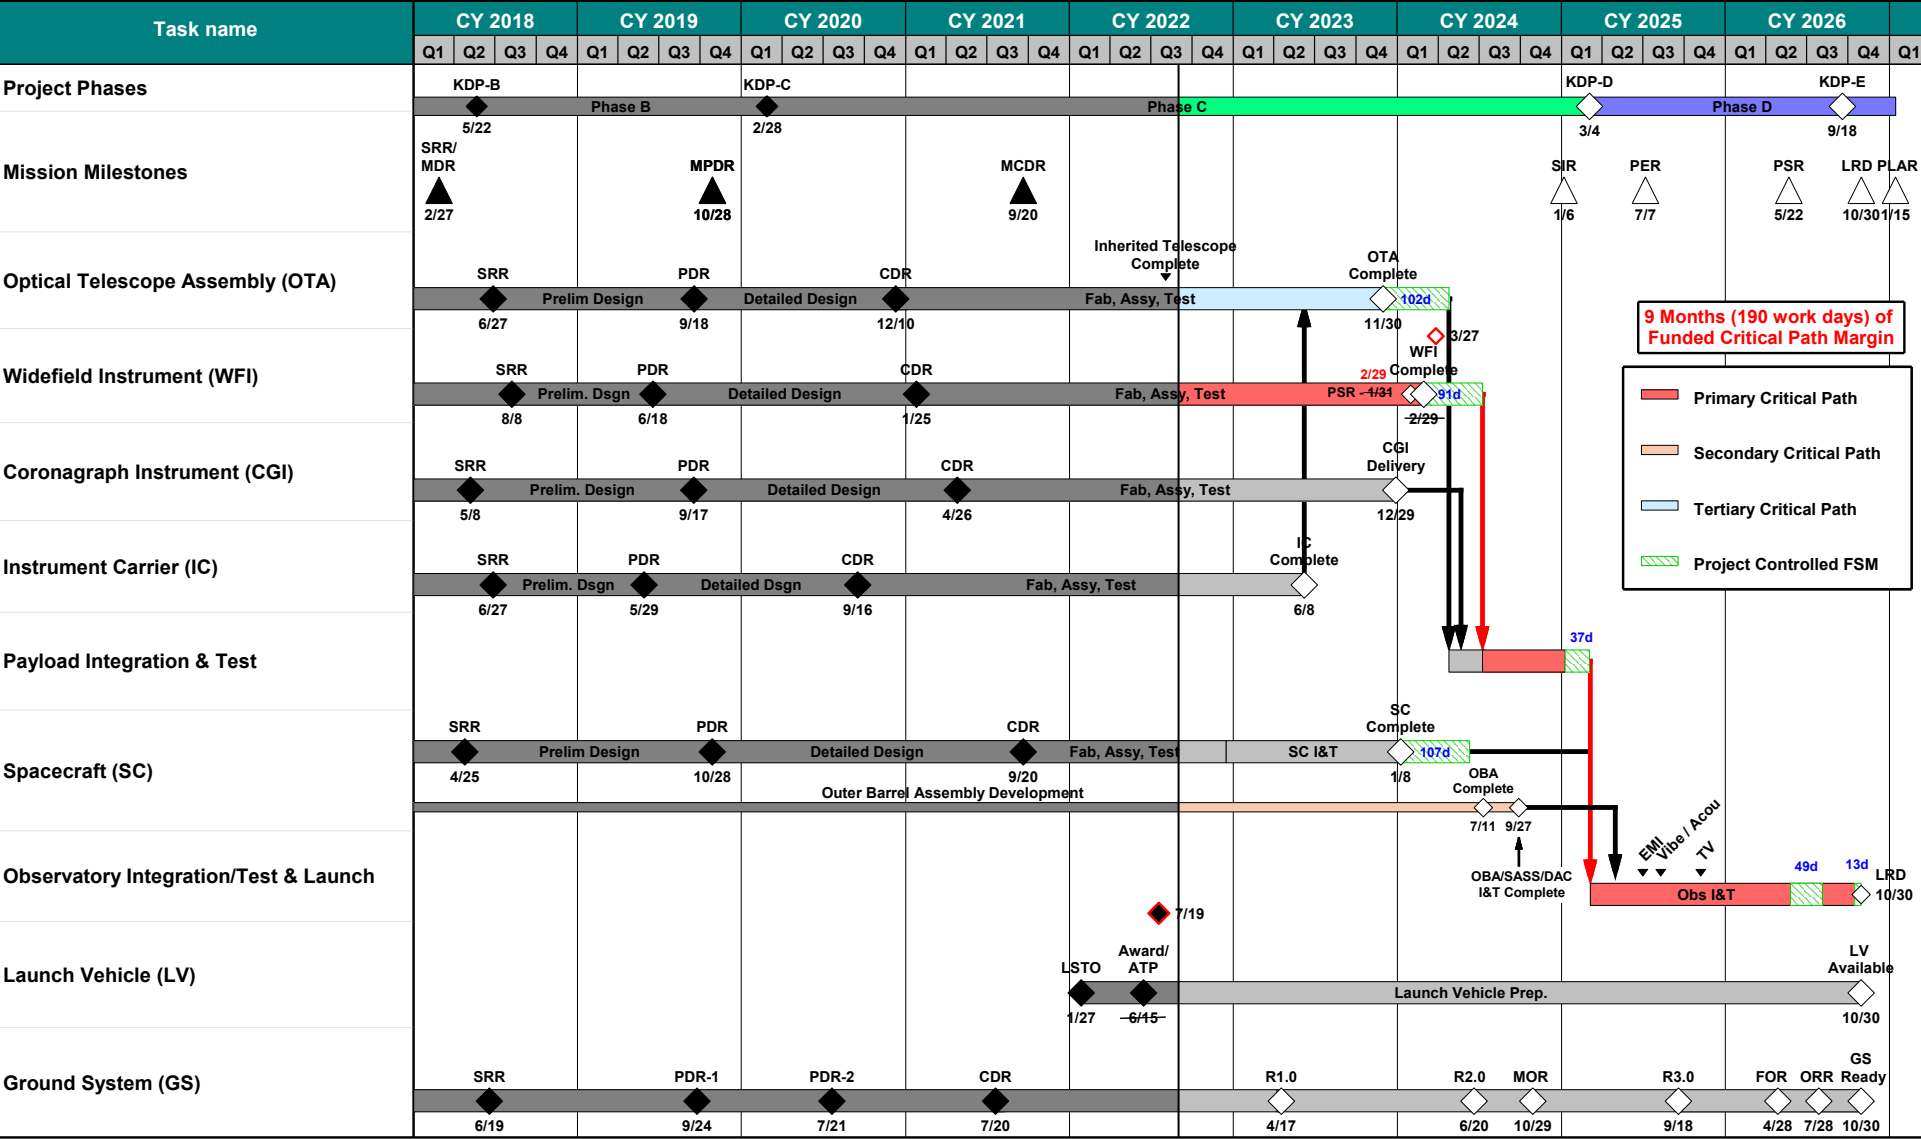 Task name
CY 2018 CY 2019 CY 2020 CY 2021 CY 2022 CY 2023 CY 2024 CY 2025 CY 2026
Q1 Q2 Q3 Q4 Q1 Q2 Q3 Q4 Q1 Q2 Q3 Q4 Q1 Q2 Q3 Q4 Q1 Q2 Q3 Q4 Q1 Q2 Q3 Q4 Q1 Q2 Q3 Q4 Q1 Q2 Q3 Q4 Q1 Q2 Q3 Q4 Q1
Project Phases
KDP-B KDP-C KDP-D KDP-E
Phase B Phase C Phase D
5/22 2/28 3/4 9/18
Mission Milestones
SRR/
MDR MPDR MCDR SIR PER PSR LRD PLAR
2/27 10/28 9/20 1/6 7/7 5/22 10/30 1/15
Optical Telescope Assembly (OTA)
Inherited Telescope
Complete
OTA
Complete
SRR PDR CDR
Prelim Design Detailed Design Fab, Assy, Test 102d
6/27 9/18 12/10 11/30
9 Months (190 work days) of
Funded Critical Path Margin
Widefield Instrument (WFI)
3/27
WFI
Complete
SRR PDR CDR 2/29
Prelim. Dsgn Detailed Design Fab, Assy, Test PSR - 1/31 91d
8/8 6/18 1/25 2/29
Primary Critical Path
Secondary Critical Path
Tertiary Critical Path
Project Controlled FSM
Coronagraph Instrument (CGI)
CGI
Delivery
SRR PDR CDR
Prelim. Design Detailed Design Fab, Assy, Test
5/8 9/17 4/26 12/29
Instrument Carrier (IC)
IC
Complete
SRR PDR CDR
Prelim. Dsgn Detailed Dsgn Fab, Assy, Test
6/27 5/29 9/16 6/8
Payload Integration & Test
37d
Spacecraft (SC)
SC
Complete
SRR PDR CDR
Prelim Design Detailed Design Fab, Assy, Test SC I&T 107d
4/25 10/28 9/20 1/8
Outer Barrel Assembly Development
OBA
Complete
7/11 9/27
OBA/SASS/DAC
I&T Complete
Observatory Integration/Test & Launch
EMI
Vibe / Acou
TV
49d 13d
LRD
Obs I&T
10/30
Launch Vehicle (LV)
7/19
LSTO
Award/
ATP
LV
Available
Launch Vehicle Prep.
1/27 6/15 10/30
Ground System (GS)
SRR PDR-1 PDR-2 CDR R1.0 R2.0 MOR R3.0 FOR ORR
GS
Ready
6/19 9/24 7/21 7/20 4/17 6/20 10/29 9/18 4/28 7/28 10/30